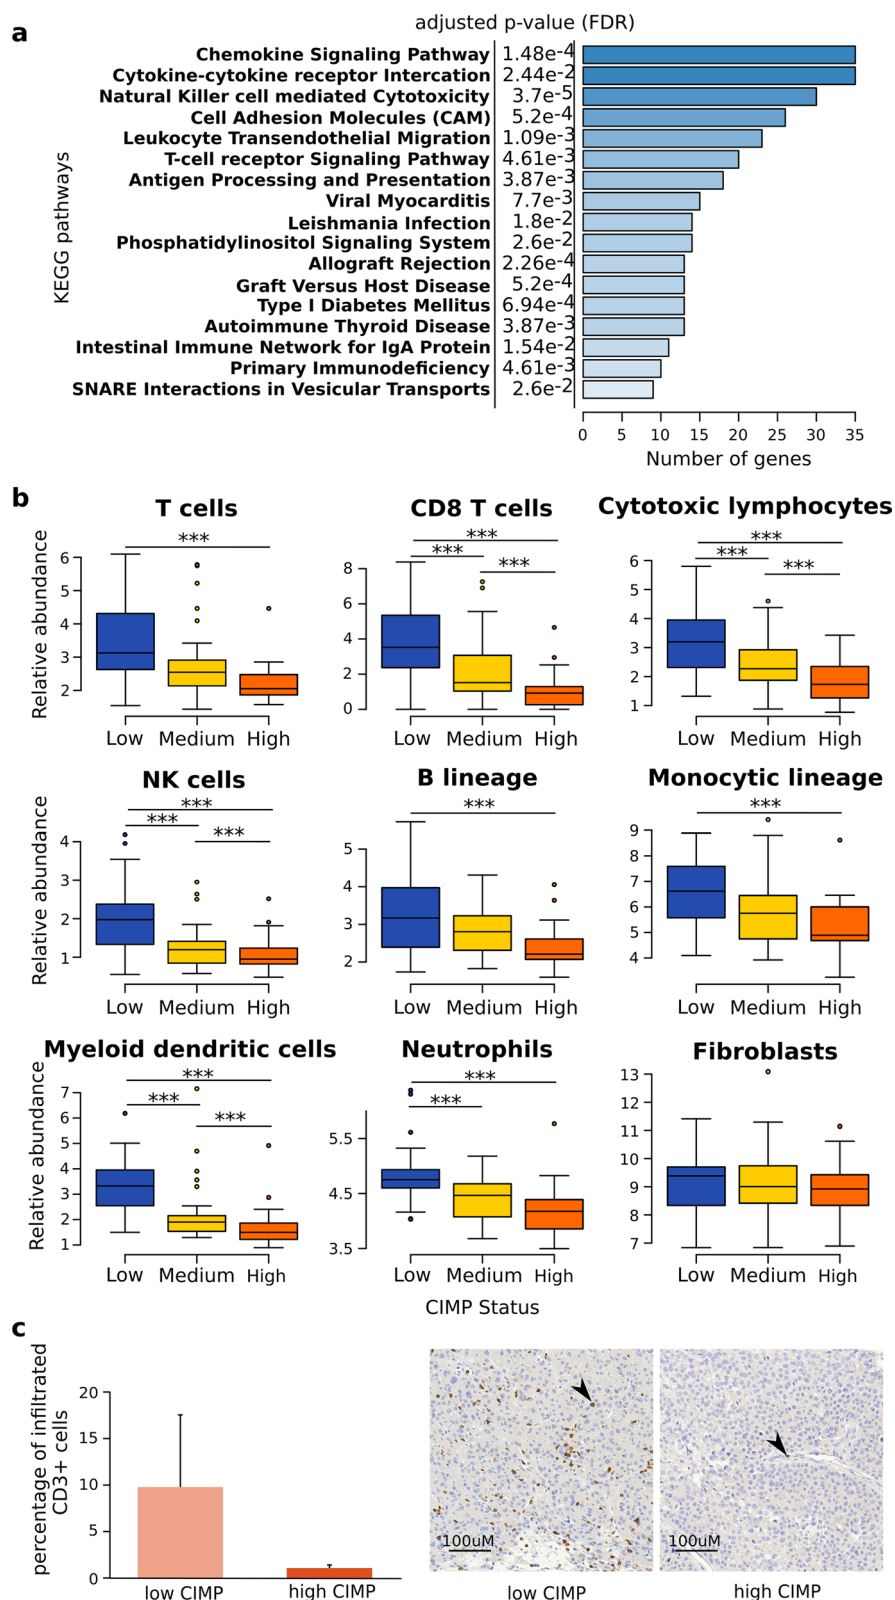 a
adjusted p-value (FDR)
KEGG pathways
Chemokine Signaling Pathway 1.48e-4
Cytokine-cytokine receptor Intercation 2.44e-2
Natural Killer cell mediated Cytotoxicity 3.7e-5
Cell Adhesion Molecules (CAM) 5.2e-4
Leukocyte Transendothelial Migration 1.09e-3
T-cell receptor Signaling Pathway 4.61e-3
Antigen Processing and Presentation 3.87e-3
Viral Myocarditis 7.7e-3
Leishmania Infection 1.8e-2
Phosphatidylinositol Signaling System 2.6e-2
Allograft Rejection 2.26e-4
Graft Versus Host Disease 5.2e-4
Type I Diabetes Mellitus 6.94e-4
Autoimmune Thyroid Disease 3.87e-3
Intestinal Immune Network for IgA Protein 1.54e-2
Primary Immunodeficiency 4.61e-3
SNARE Interactions in Vesicular Transports 2.6e-2
0 5 10 15 20 25 30 35
Number of genes
b
T cells
***
Relative abundance
6
5
4
3
2
Low Medium High
CD8 T cells
***
*** ***
8
6
4
2
0
Low Medium High
Cytotoxic lymphocytes
***
*** ***
6
5
4
3
2
1
Low Medium High
NK cells
***
*** ***
Relative abundance
4
3
2
1
Low Medium High
B lineage
***
5
4
3
2
Low Medium High
Monocytic lineage
***
9
8
7
6
5
4
Low Medium High
Myeloid dendritic cells
***
*** ***
Relative abundance
7
6
5
4
3
2
1
Low Medium High
Neutrophils
***
***
5.5
4.5
3.5
Low Medium High
Fibroblasts
13
12
11
10
9
8
7
Low Medium High
CIMP Status
c
percentage of infiltrated
CD3+ cells
20
15
10
5
0
low CIMP high CIMP
100uM
low CIMP
100uM
high CIMP